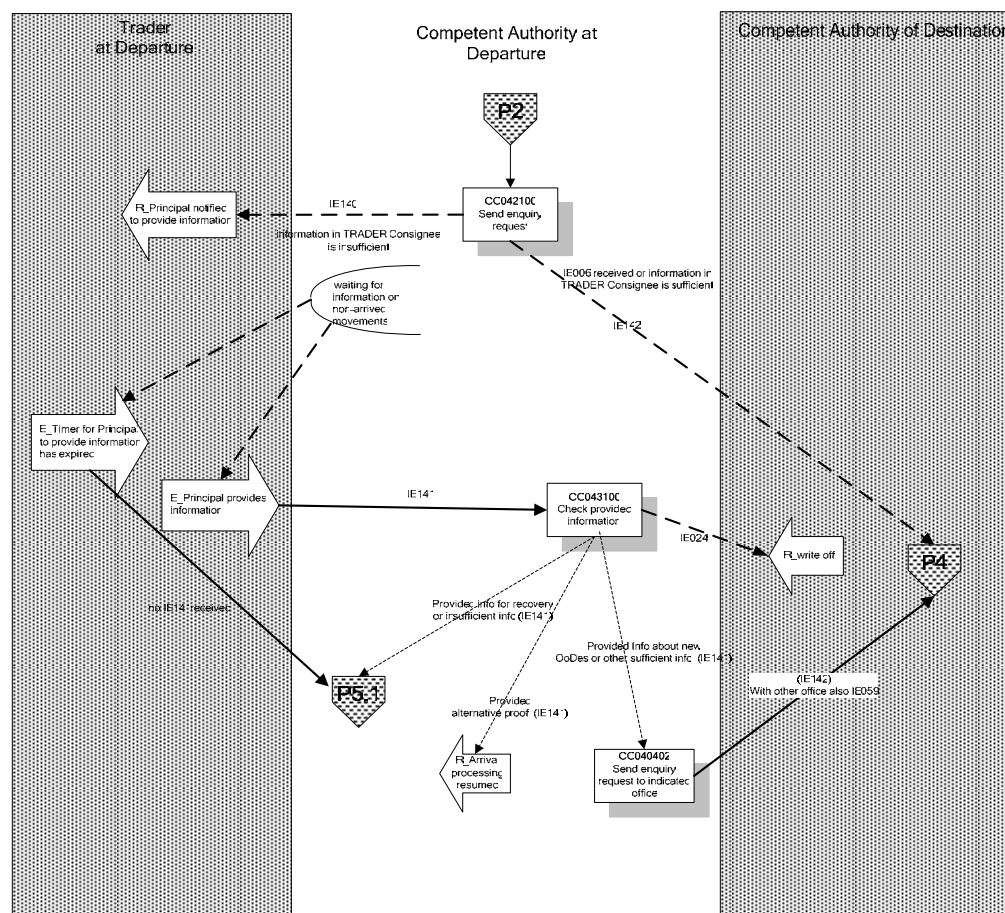 Trader
at Departure
Competent Authority at
Departure
Competent Authority of Destination
P2
CC042100
Send enquiry
request
R_Principal notified
to provide information
IE140
information in TRADER Consignee
is insufficient
IE006 received or information in
TRADER Consignee is sufficient
IE142
waiting for
information on
non-arrived
movements
E_Timer for Principal
to provide information
has expired
E_Principal provides
information
IE141
CC043100
Check provided
information
IE024
R_write off
P4
no IE141 received
Provided info for recovery
or insufficient info (IE141)
Provided Info about new
OoDes or other sufficient info (IE141)
P5.1
(IE142)
With other office also IE059
Provided
alternative proof (IE141)
R_Arrival
processing
resumed
CC040402
Send enquiry
request to indicated
office